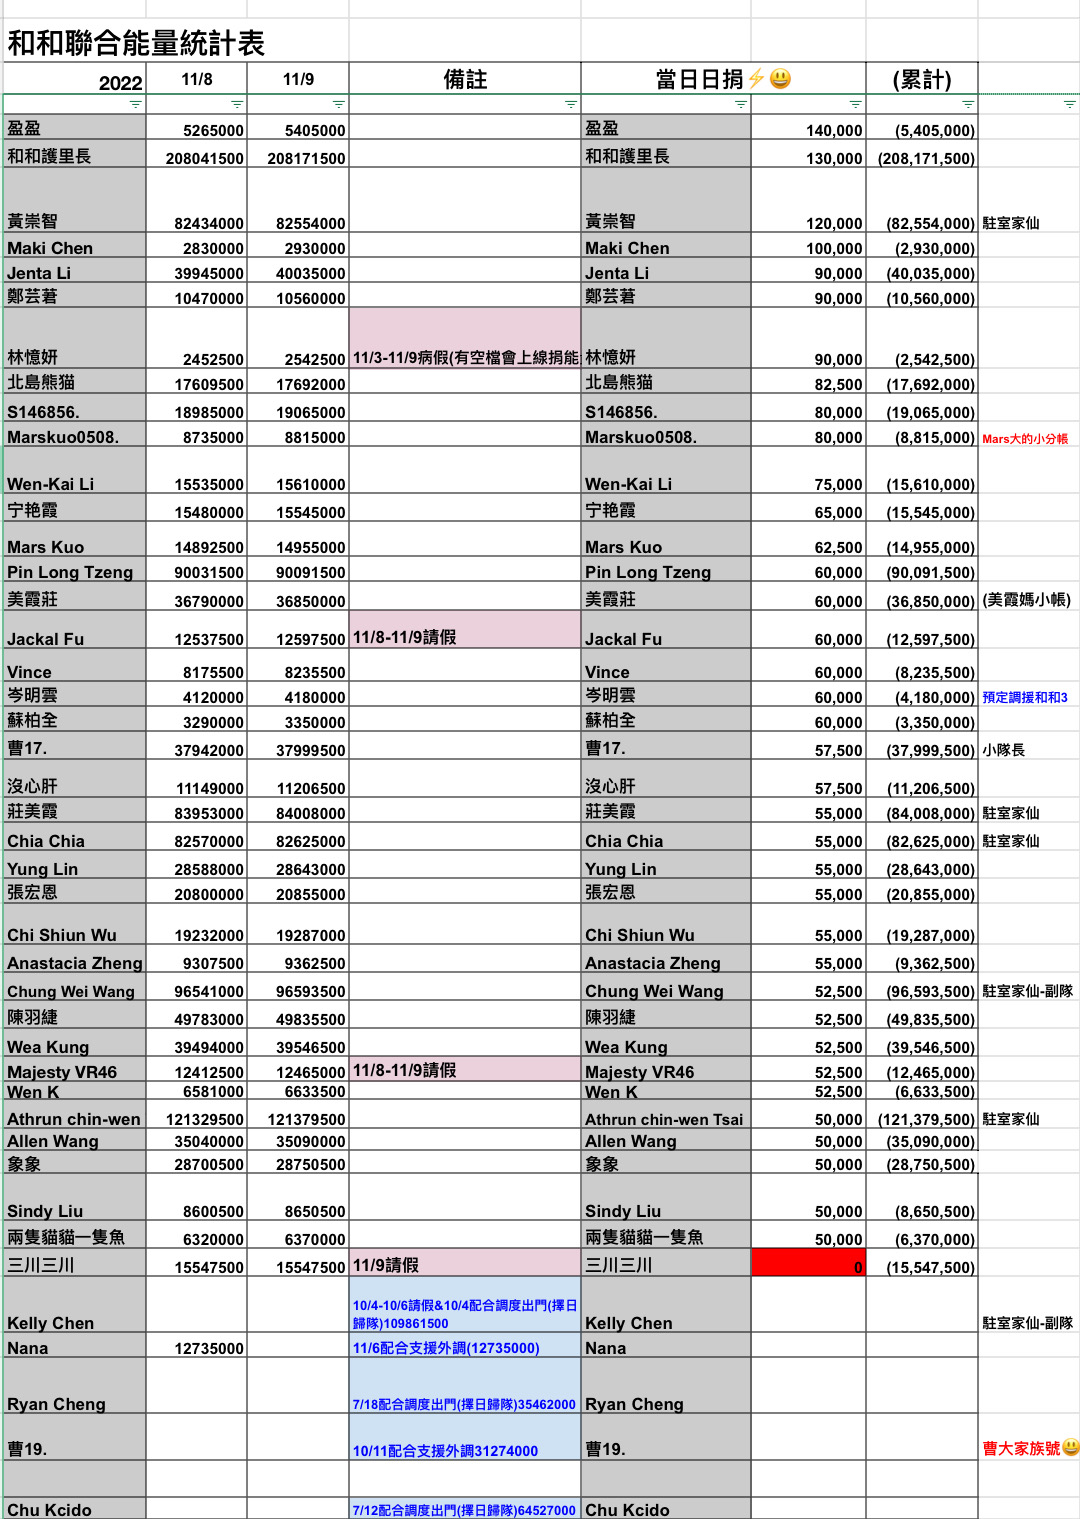 和和聯合能量統計表
2022 11/8 11/9 備註 當日日捐⚡😃 (累計)
盈盈 5265000 5405000 盈盈 140,000 (5,405,000)
和和護里長 208041500 208171500 和和護里長 130,000 (208,171,500)
黃崇智 82434000 82554000 黃崇智 120,000 (82,554,000) 駐室家仙
Maki Chen 2830000 2930000 Maki Chen 100,000 (2,930,000)
Jenta Li 39945000 40035000 Jenta Li 90,000 (40,035,000)
鄭芸莙 10470000 10560000 鄭芸莙 90,000 (10,560,000)
林憶妍 2452500 2542500 11/3-11/9病假(有空檔會上線捐能 林憶妍 90,000 (2,542,500)
北島熊猫 17609500 17692000 北島熊猫 82,500 (17,692,000)
S146856. 18985000 19065000 S146856. 80,000 (19,065,000)
Marskuo0508. 8735000 8815000 Marskuo0508. 80,000 (8,815,000) Mars大的小分帳
Wen-Kai Li 15535000 15610000 Wen-Kai Li 75,000 (15,610,000)
宁艳霞 15480000 15545000 宁艳霞 65,000 (15,545,000)
Mars Kuo 14892500 14955000 Mars Kuo 62,500 (14,955,000)
Pin Long Tzeng 90031500 90091500 Pin Long Tzeng 60,000 (90,091,500)
美霞莊 36790000 36850000 美霞莊 60,000 (36,850,000) (美霞媽小帳)
Jackal Fu 12537500 12597500 11/8-11/9請假 Jackal Fu 60,000 (12,597,500)
Vince 8175500 8235500 Vince 60,000 (8,235,500)
岑明雲 4120000 4180000 岑明雲 60,000 (4,180,000) 預定調援和和3
蘇柏全 3290000 3350000 蘇柏全 60,000 (3,350,000)
曹17. 37942000 37999500 曹17. 57,500 (37,999,500) 小隊長
沒心肝 11149000 11206500 沒心肝 57,500 (11,206,500)
莊美霞 83953000 84008000 莊美霞 55,000 (84,008,000) 駐室家仙
Chia Chia 82570000 82625000 Chia Chia 55,000 (82,625,000) 駐室家仙
Yung Lin 28588000 28643000 Yung Lin 55,000 (28,643,000)
張宏恩 20800000 20855000 張宏恩 55,000 (20,855,000)
Chi Shiun Wu 19232000 19287000 Chi Shiun Wu 55,000 (19,287,000)
Anastacia Zheng 9307500 9362500 Anastacia Zheng 55,000 (9,362,500)
Chung Wei Wang 96541000 96593500 Chung Wei Wang 52,500 (96,593,500) 駐室家仙-副隊
陳羽緁 49783000 49835500 陳羽緁 52,500 (49,835,500)
Wea Kung 39494000 39546500 Wea Kung 52,500 (39,546,500)
Majesty VR46 12412500 12465000 11/8-11/9請假 Majesty VR46 52,500 (12,465,000)
Wen K 6581000 6633500 Wen K 52,500 (6,633,500)
Athrun chin-wen 121329500 121379500 Athrun chin-wen Tsai 50,000 (121,379,500) 駐室家仙
Allen Wang 35040000 35090000 Allen Wang 50,000 (35,090,000)
象象 28700500 28750500 象象 50,000 (28,750,500)
Sindy Liu 8600500 8650500 Sindy Liu 50,000 (8,650,500)
兩隻貓貓一隻魚 6320000 6370000 兩隻貓貓一隻魚 50,000 (6,370,000)
三川三川 15547500 15547500 11/9請假 三川三川 0 (15,547,500)
10/4-10/6請假&10/4配合調度出門(擇日
Kelly Chen 歸隊)109861500 Kelly Chen 駐室家仙-副隊
Nana 12735000 11/6配合支援外調(12735000) Nana
Ryan Cheng 7/18配合調度出門(擇日歸隊)35462000 Ryan Cheng
曹19. 10/11配合支援外調31274000 曹19. 曹大家族號😃
Chu Kcido 7/12配合調度出門(擇日歸隊)64527000 Chu Kcido